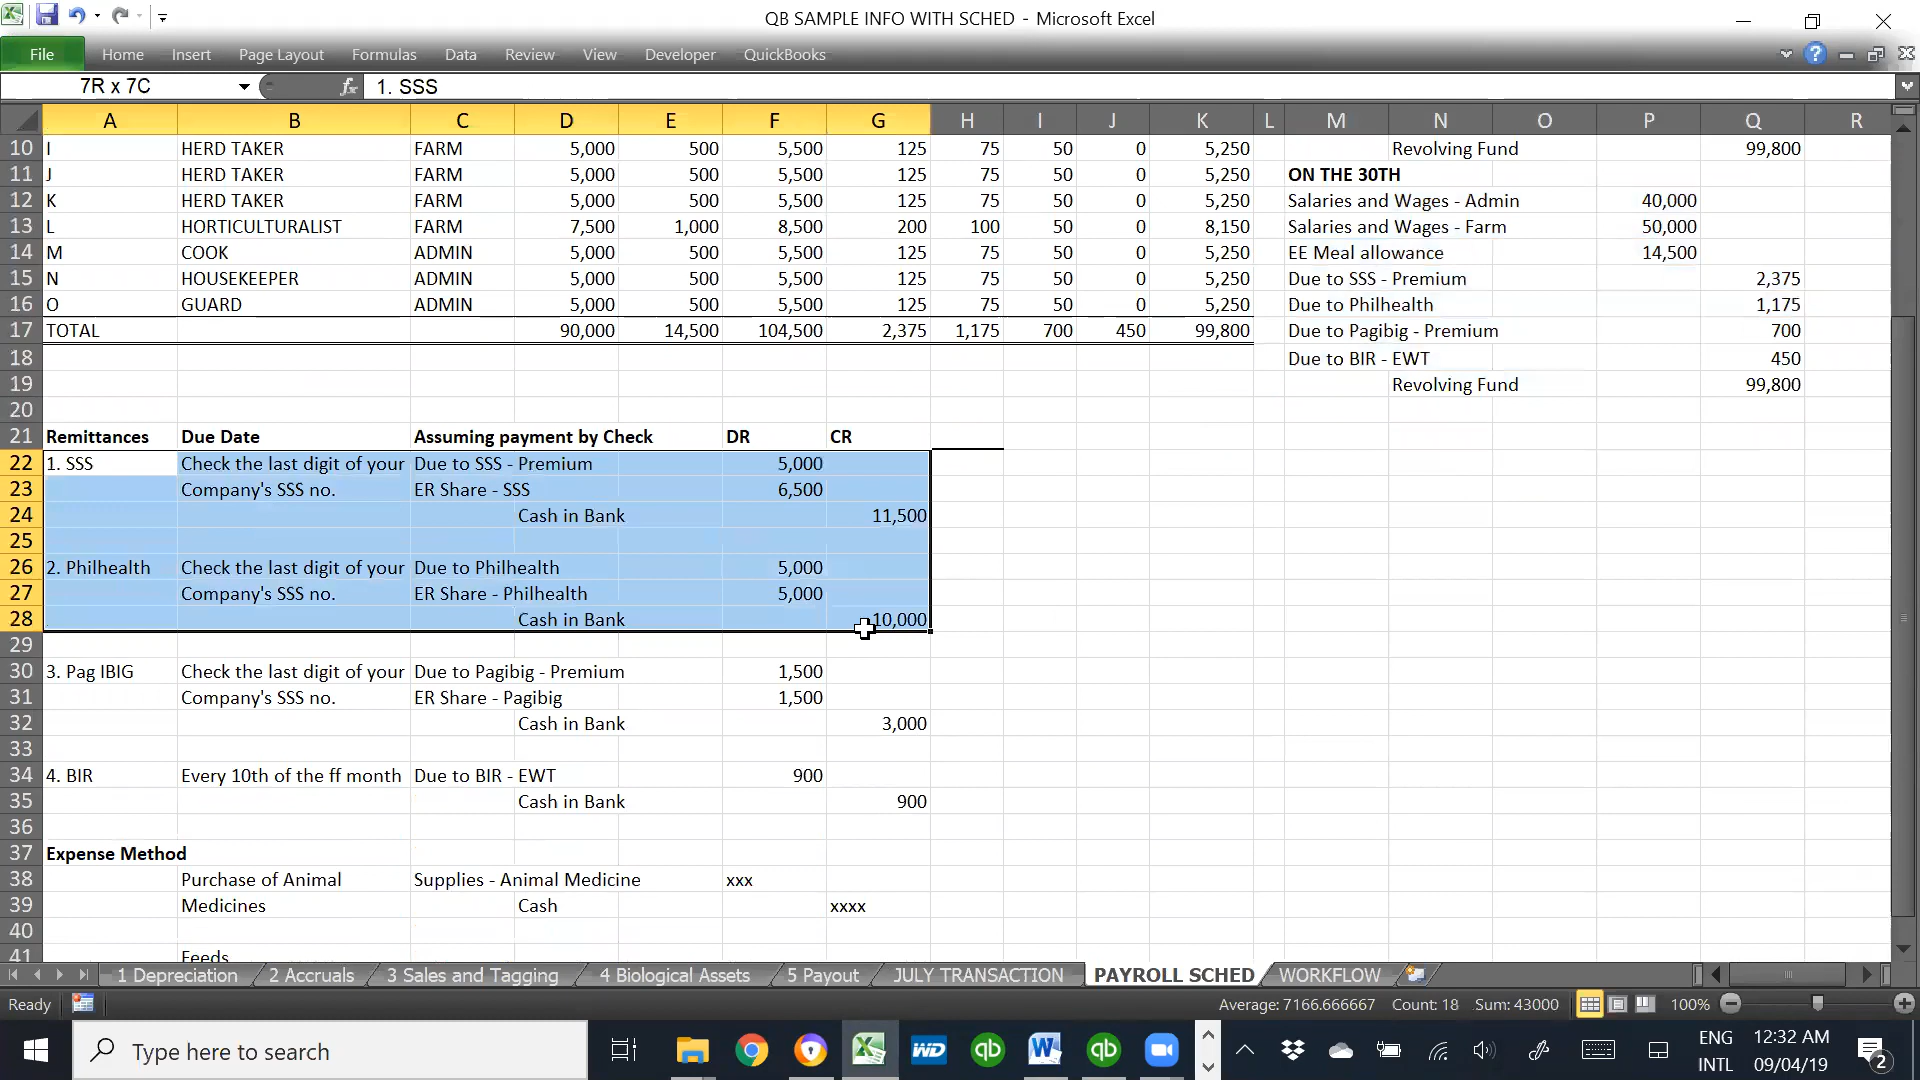 QB SAMPLE INFO WITH SCHED - Microsoft Excel
File Home Insert Page Layout Formulas Data Review View Developer QuickBooks
7R x 7C fx 1. SSS
A B C D E F G H I J K L M N O P Q R
10 I HERD TAKER FARM 5,000 500 5,500 125 75 50 0 5,250 Revolving Fund 99,800
11 J HERD TAKER FARM 5,000 500 5,500 125 75 50 0 5,250 ON THE 30TH
12 K HERD TAKER FARM 5,000 500 5,500 125 75 50 0 5,250 Salaries and Wages - Admin 40,000
13 L HORTICULTURALIST FARM 7,500 1,000 8,500 200 100 50 0 8,150 Salaries and Wages - Farm 50,000
14 M COOK ADMIN 5,000 500 5,500 125 75 50 0 5,250 EE Meal allowance 14,500
15 N HOUSEKEEPER ADMIN 5,000 500 5,500 125 75 50 0 5,250 Due to SSS - Premium 2,375
16 O GUARD ADMIN 5,000 500 5,500 125 75 50 0 5,250 Due to Philhealth 1,175
17 TOTAL 90,000 14,500 104,500 2,375 1,175 700 450 99,800 Due to Pagibig - Premium 700
18 Due to BIR - EWT 450
19 Revolving Fund 99,800
20
21 Remittances Due Date Assuming payment by Check DR CR
22 1. SSS Check the last digit of your Due to SSS - Premium 5,000
23 Company's SSS no. ER Share - SSS 6,500
24 Cash in Bank 11,500
25
26 2. Philhealth Check the last digit of your Due to Philhealth 5,000
27 Company's SSS no. ER Share - Philhealth 5,000
28 Cash in Bank 10,000
29
30 3. Pag IBIG Check the last digit of your Due to Pagibig - Premium 1,500
31 Company's SSS no. ER Share - Pagibig 1,500
32 Cash in Bank 3,000
33
34 4. BIR Every 10th of the ff month Due to BIR - EWT 900
35 Cash in Bank 900
36
37 Expense Method
38 Purchase of Animal Supplies - Animal Medicine xxx
39 Medicines Cash xxxx
40
41 Feeds
1 Depreciation 2 Accruals 3 Sales and Tagging 4 Biological Assets 5 Payout JULY TRANSACTION PAYROLL SCHED WORKFLOW
Ready Average: 7166.666667 Count: 18 Sum: 43000 100%
Type here to search WD qb W qb ENG 12:32 AM
INTL 09/04/19 2